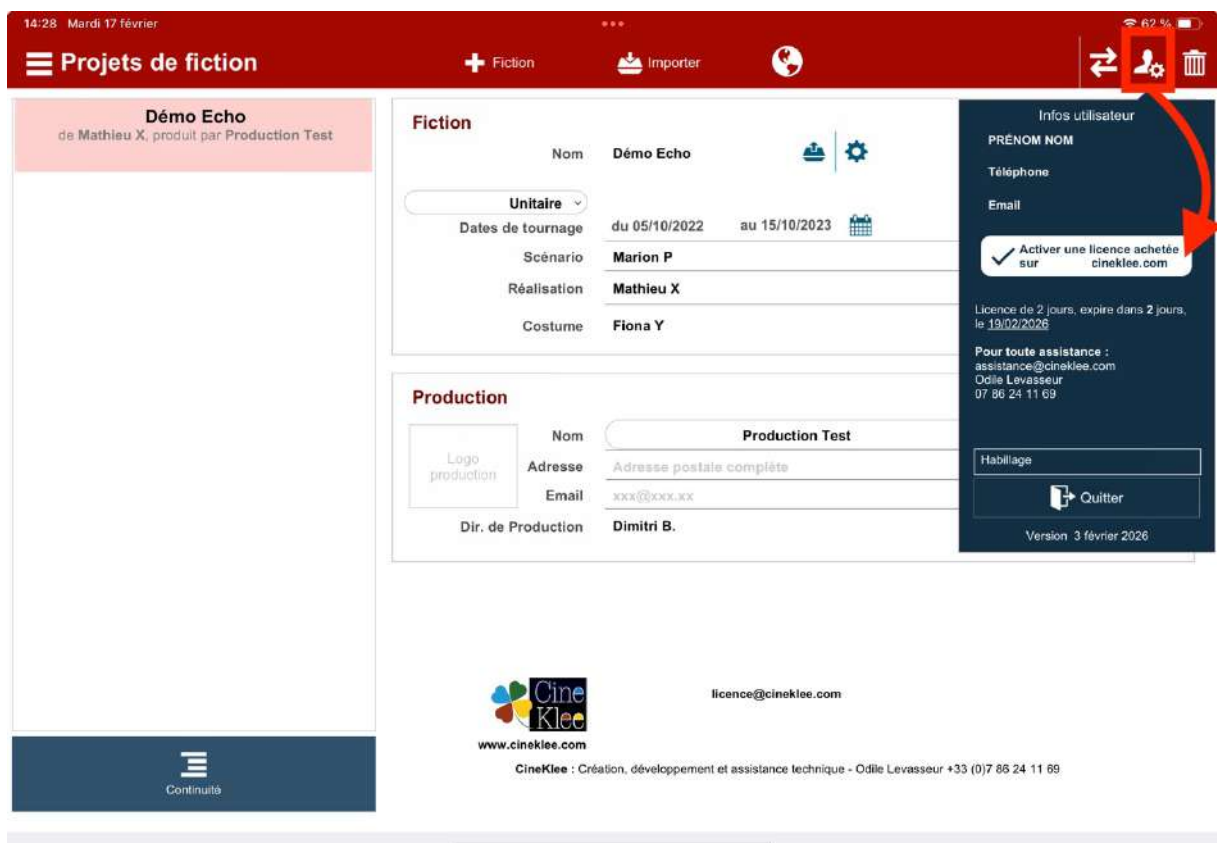 14:28 Mardi 17 février
62 %
Projets de fiction
Fiction
Importer
Démo Echo
de Mathieu X, produit par Production Test
Fiction
Nom Démo Echo
Unitaire
Dates de tournage du 05/10/2022 au 15/10/2023
Scénario Marion P
Réalisation Mathieu X
Costume Fiona Y
Production
Logo
production
Nom Production Test
Adresse Adresse postale complète
Email xxx@xxx.xx
Dir. de Production Dimitri B.
Infos utilisateur
PRÉNOM NOM
Téléphone
Email
Activer une licence achetée
sur cineklee.com
Licence de 2 jours, expire dans 2 jours,
le 19/02/2026
Pour toute assistance :
assistance@cineklee.com
Odile Levasseur
07 86 24 11 69
Habillage
Quitter
Version 3 février 2026
Cine
Klee
www.cineklee.com
licence@cineklee.com
CineKlee : Création, développement et assistance technique - Odile Levasseur +33 (0)7 86 24 11 69
Continuité